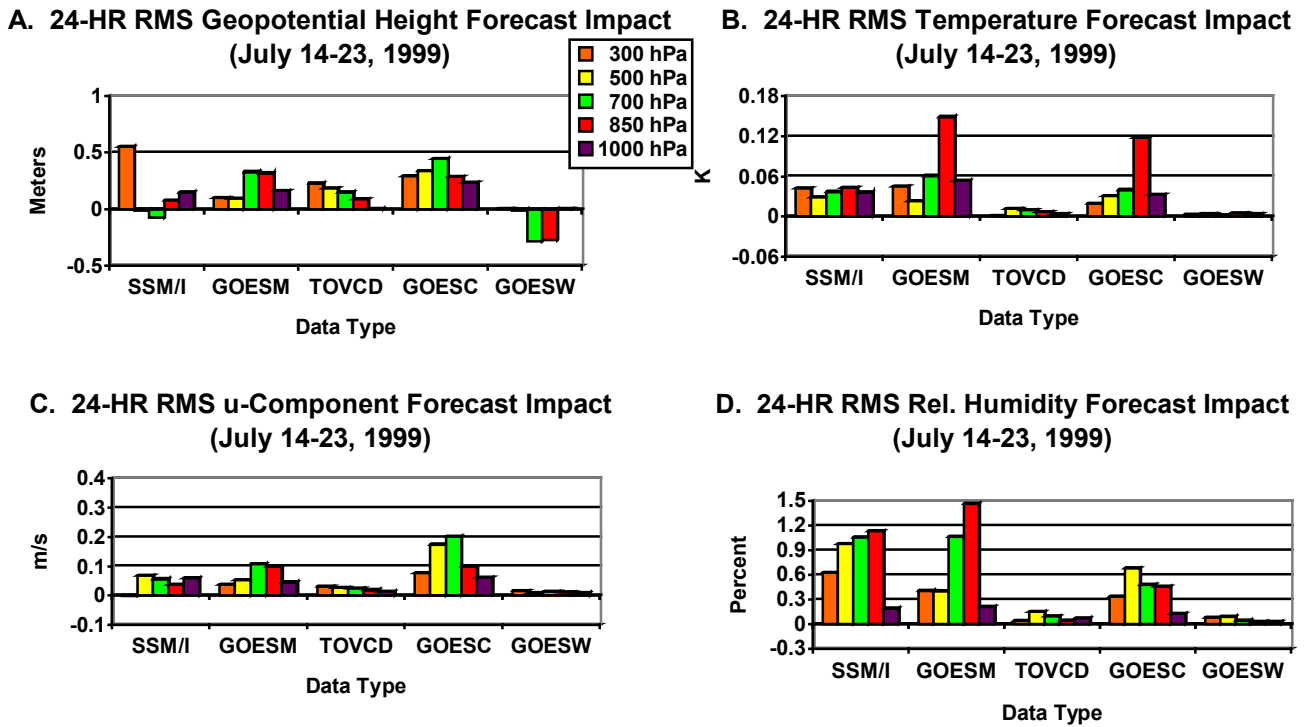 A. 24-HR RMS Geopotential Height Forecast Impact
(July 14-23, 1999)
300 hPa
500 hPa
700 hPa
850 hPa
1000 hPa
1
0.5
0
-0.5
Meters
SSM/I GOESM TOVCD GOESC GOESW
Data Type
B. 24-HR RMS Temperature Forecast Impact
(July 14-23, 1999)
0.18
0.12
0.06
0
-0.06
K
SSM/I GOESM TOVCD GOESC GOESW
Data Type
C. 24-HR RMS u-Component Forecast Impact
(July 14-23, 1999)
0.4
0.3
0.2
0.1
0
-0.1
m/s
SSM/I GOESM TOVCD GOESC GOESW
Data Type
D. 24-HR RMS Rel. Humidity Forecast Impact
(July 14-23, 1999)
1.5
1.2
0.9
0.6
0.3
0
-0.3
Percent
SSM/I GOESM TOVCD GOESC GOESW
Data Type